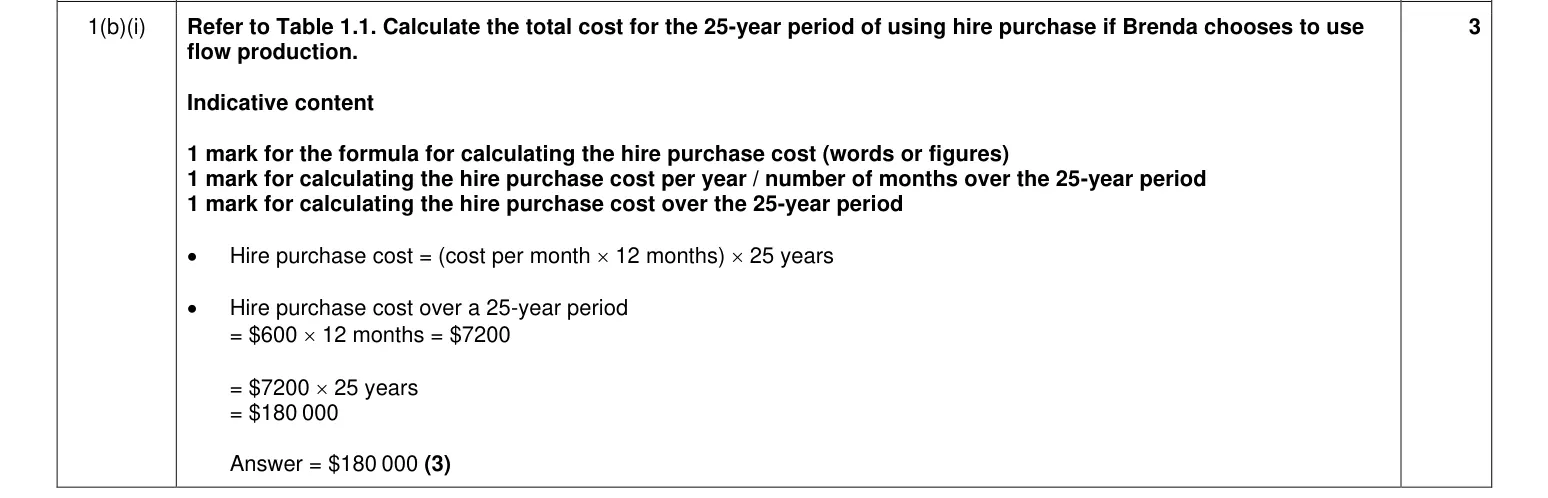 1(b)(i)
Refer to Table 1.1. Calculate the total cost for the 25-year period of using hire purchase if Brenda chooses to use
3
flow production.
Indicative content
1 mark for the formula for calculating the hire purchase cost (words or figures)
1 mark for calculating the hire purchase cost per year / number of months over the 25-year period
1 mark for calculating the hire purchase cost over the 25-year period
• Hire purchase cost = (cost per month × 12 months) × 25 years
• Hire purchase cost over a 25-year period
= $600 × 12 months = $7200
= $7200 × 25 years
= $180 000
Answer = $180 000 (3)